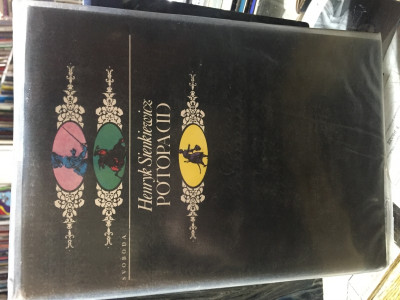 Henryk Sienkiewicz
POTOPA (II)
SVOBODA